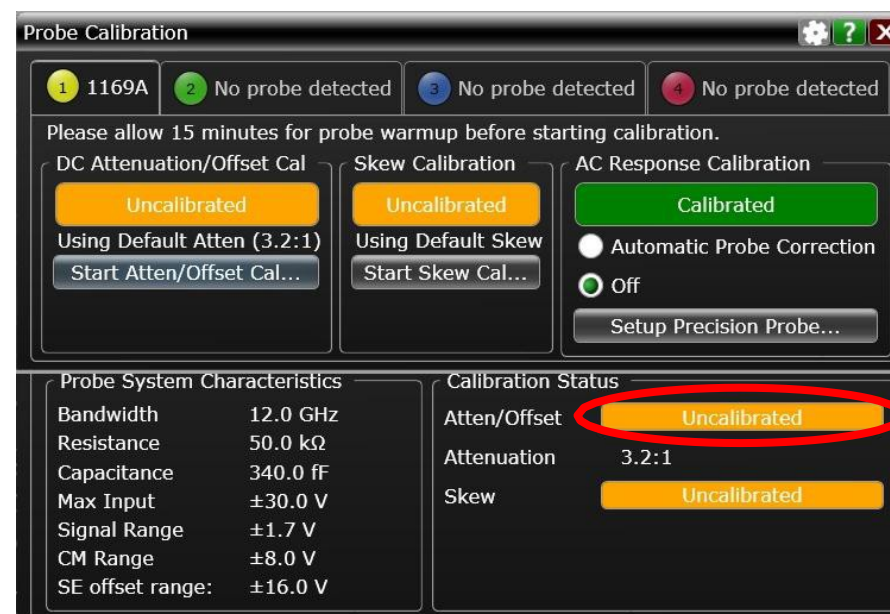 Probe Calibration
?
X
1 1169A
2 No probe detected
3 No probe detected
4 No probe detected
Please allow 15 minutes for probe warmup before starting calibration.
DC Attenuation/Offset Cal
Uncalibrated
Using Default Atten (3.2:1)
Start Atten/Offset Cal...
Skew Calibration
Uncalibrated
Using Default Skew
Start Skew Cal...
AC Response Calibration
Calibrated
Automatic Probe Correction
Off
Setup Precision Probe...
Probe System Characteristics
Bandwidth 12.0 GHz
Resistance 50.0 kΩ
Capacitance 340.0 fF
Max Input ±30.0 V
Signal Range ±1.7 V
CM Range ±8.0 V
SE offset range: ±16.0 V
Calibration Status
Atten/Offset Uncalibrated
Attenuation 3.2:1
Skew Uncalibrated